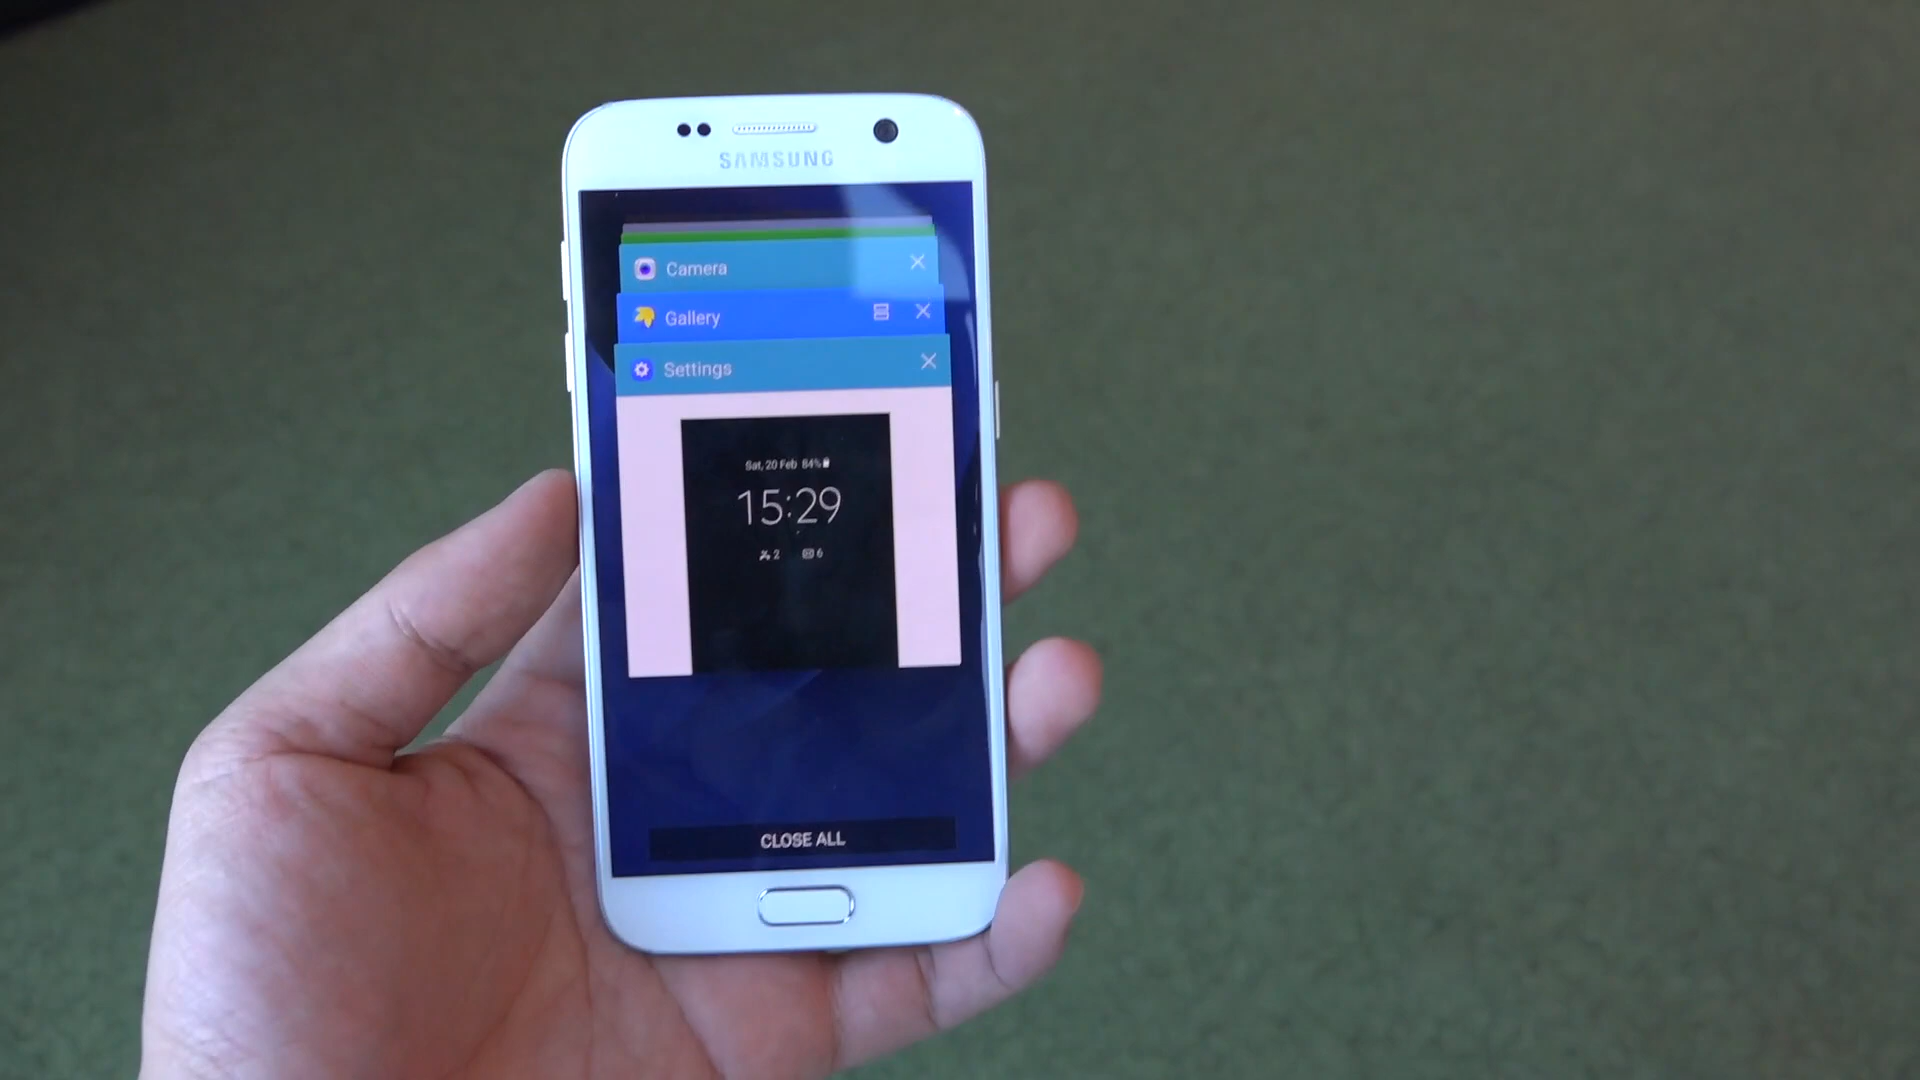 SAMSUNG
Camera
Gallery
Settings
Sat, 20 Feb 84%
15:29
2 6
CLOSE ALL